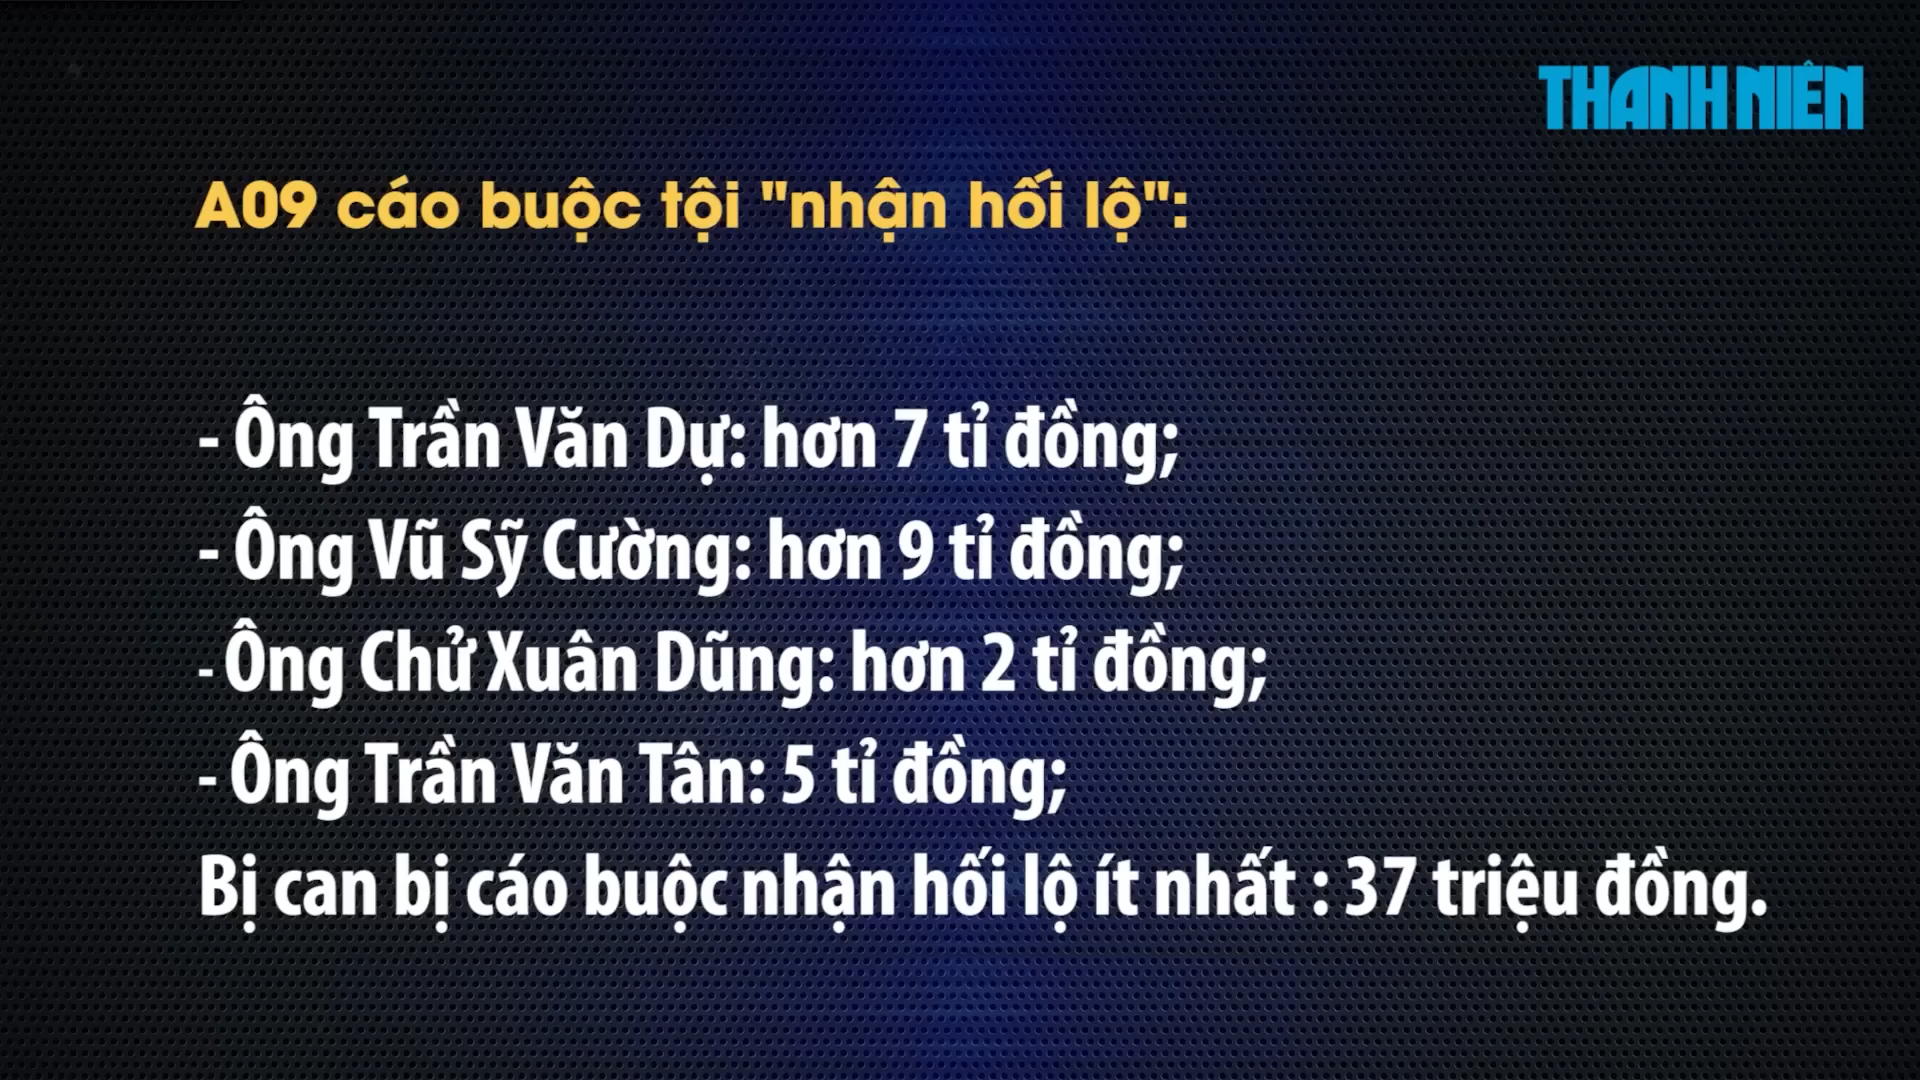 THANH NIÊN
A09 cáo buộc tội "nhận hối lộ":
- Ông Trần Văn Dự: hơn 7 tỉ đồng;
- Ông Vũ Sỹ Cường: hơn 9 tỉ đồng;
- Ông Chử Xuân Dũng: hơn 2 tỉ đồng;
- Ông Trần Văn Tân: 5 tỉ đồng;
Bị can bị cáo buộc nhận hối lộ ít nhất : 37 triệu đồng.